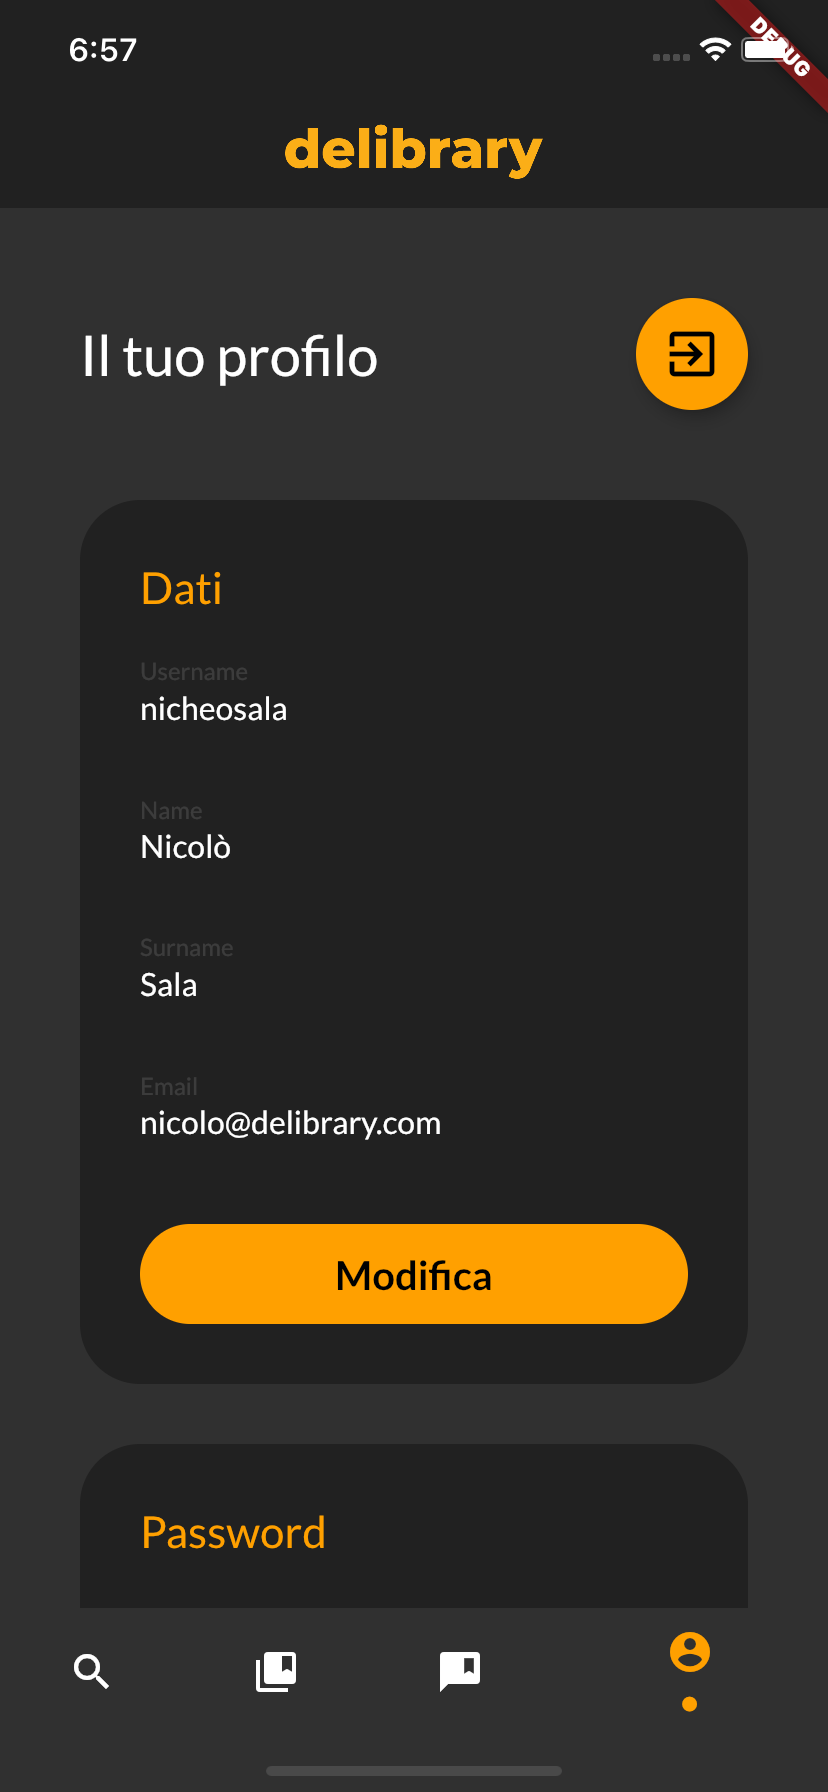 6:57
DEBUG
delibrary
Il tuo profilo
Dati
Username
nicheosala
Name
Nicolò
Surname
Sala
Email
nicolo@delibrary.com
Modifica
Password